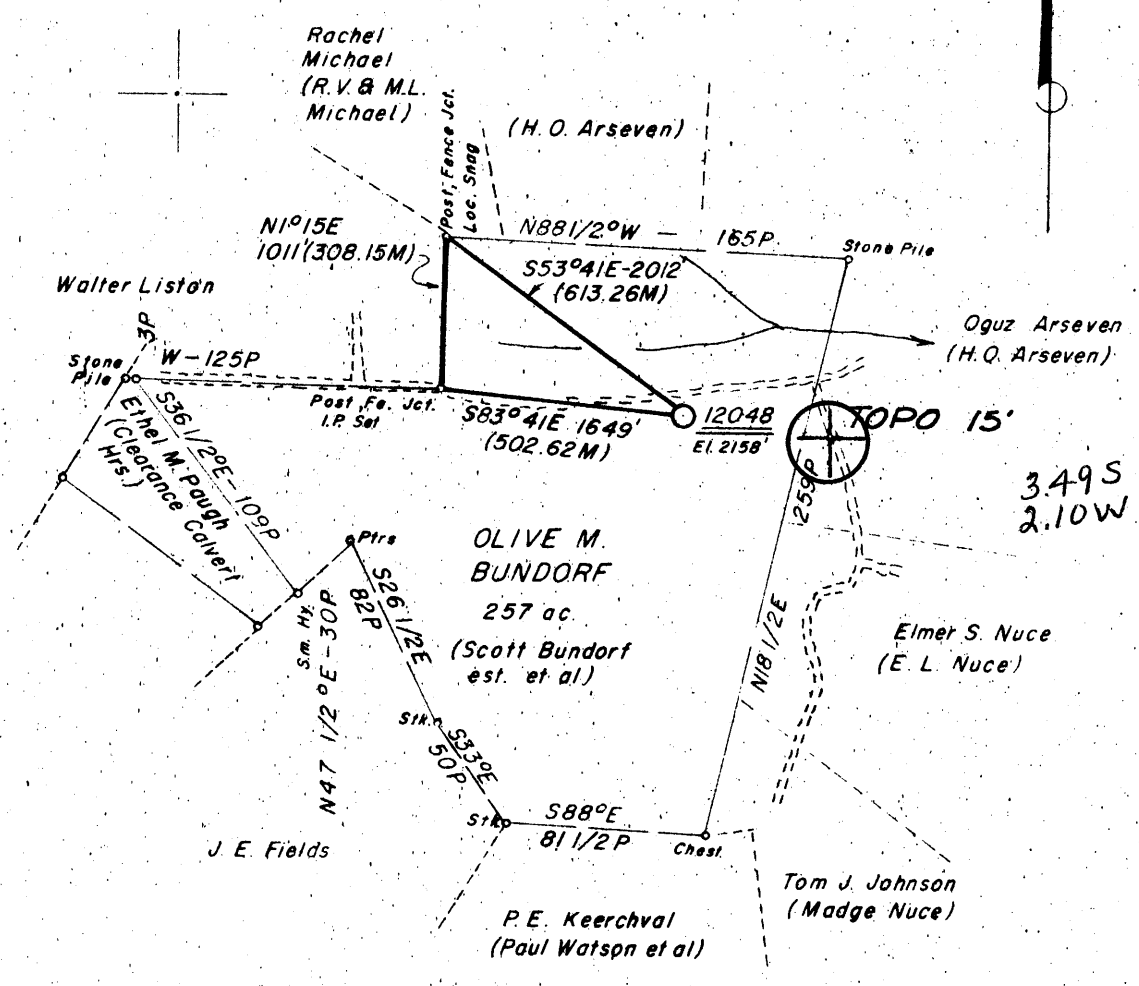 Rachel
Michael
(R.V. & M.L.
Michael)
(H.O. Arseven)
Post, Fence Jct.
Loc. Snag
N1°15E
1011'(308.15M)
N88 1/2°W — 165P.
Stone Pile
S53°41E-2012'
(613.26M)
Walter Liston
Oguz Arseven
(H.O. Arseven)
3P
Stone
Pile
W-125P
Post, Fe. Jct.
I.P. Set
S83°41E 1649'
(502.62M)
12048
El. 2158'
TOPO 15'
3.49 S
2.10 W
259P
N18 1/2E
S36 1/2°E-109P
Ethel M. Paugh
(Clearance Calvert
Hrs.)
Ptrs
S26 1/2E
82P
OLIVE M.
BUNDORF
257 ac.
(Scott Bundorf
est. et al)
Elmer S. Nuce
(E. L. Nuce)
S.m. Hy.
N47 1/2°E-30P
Stk.
S33°E
50P
Stk
S88°E
81 1/2P
Chest.
J. E. Fields
Tom J. Johnson
(Madge Nuce)
P.E. Keerchval
(Paul Watson et al)